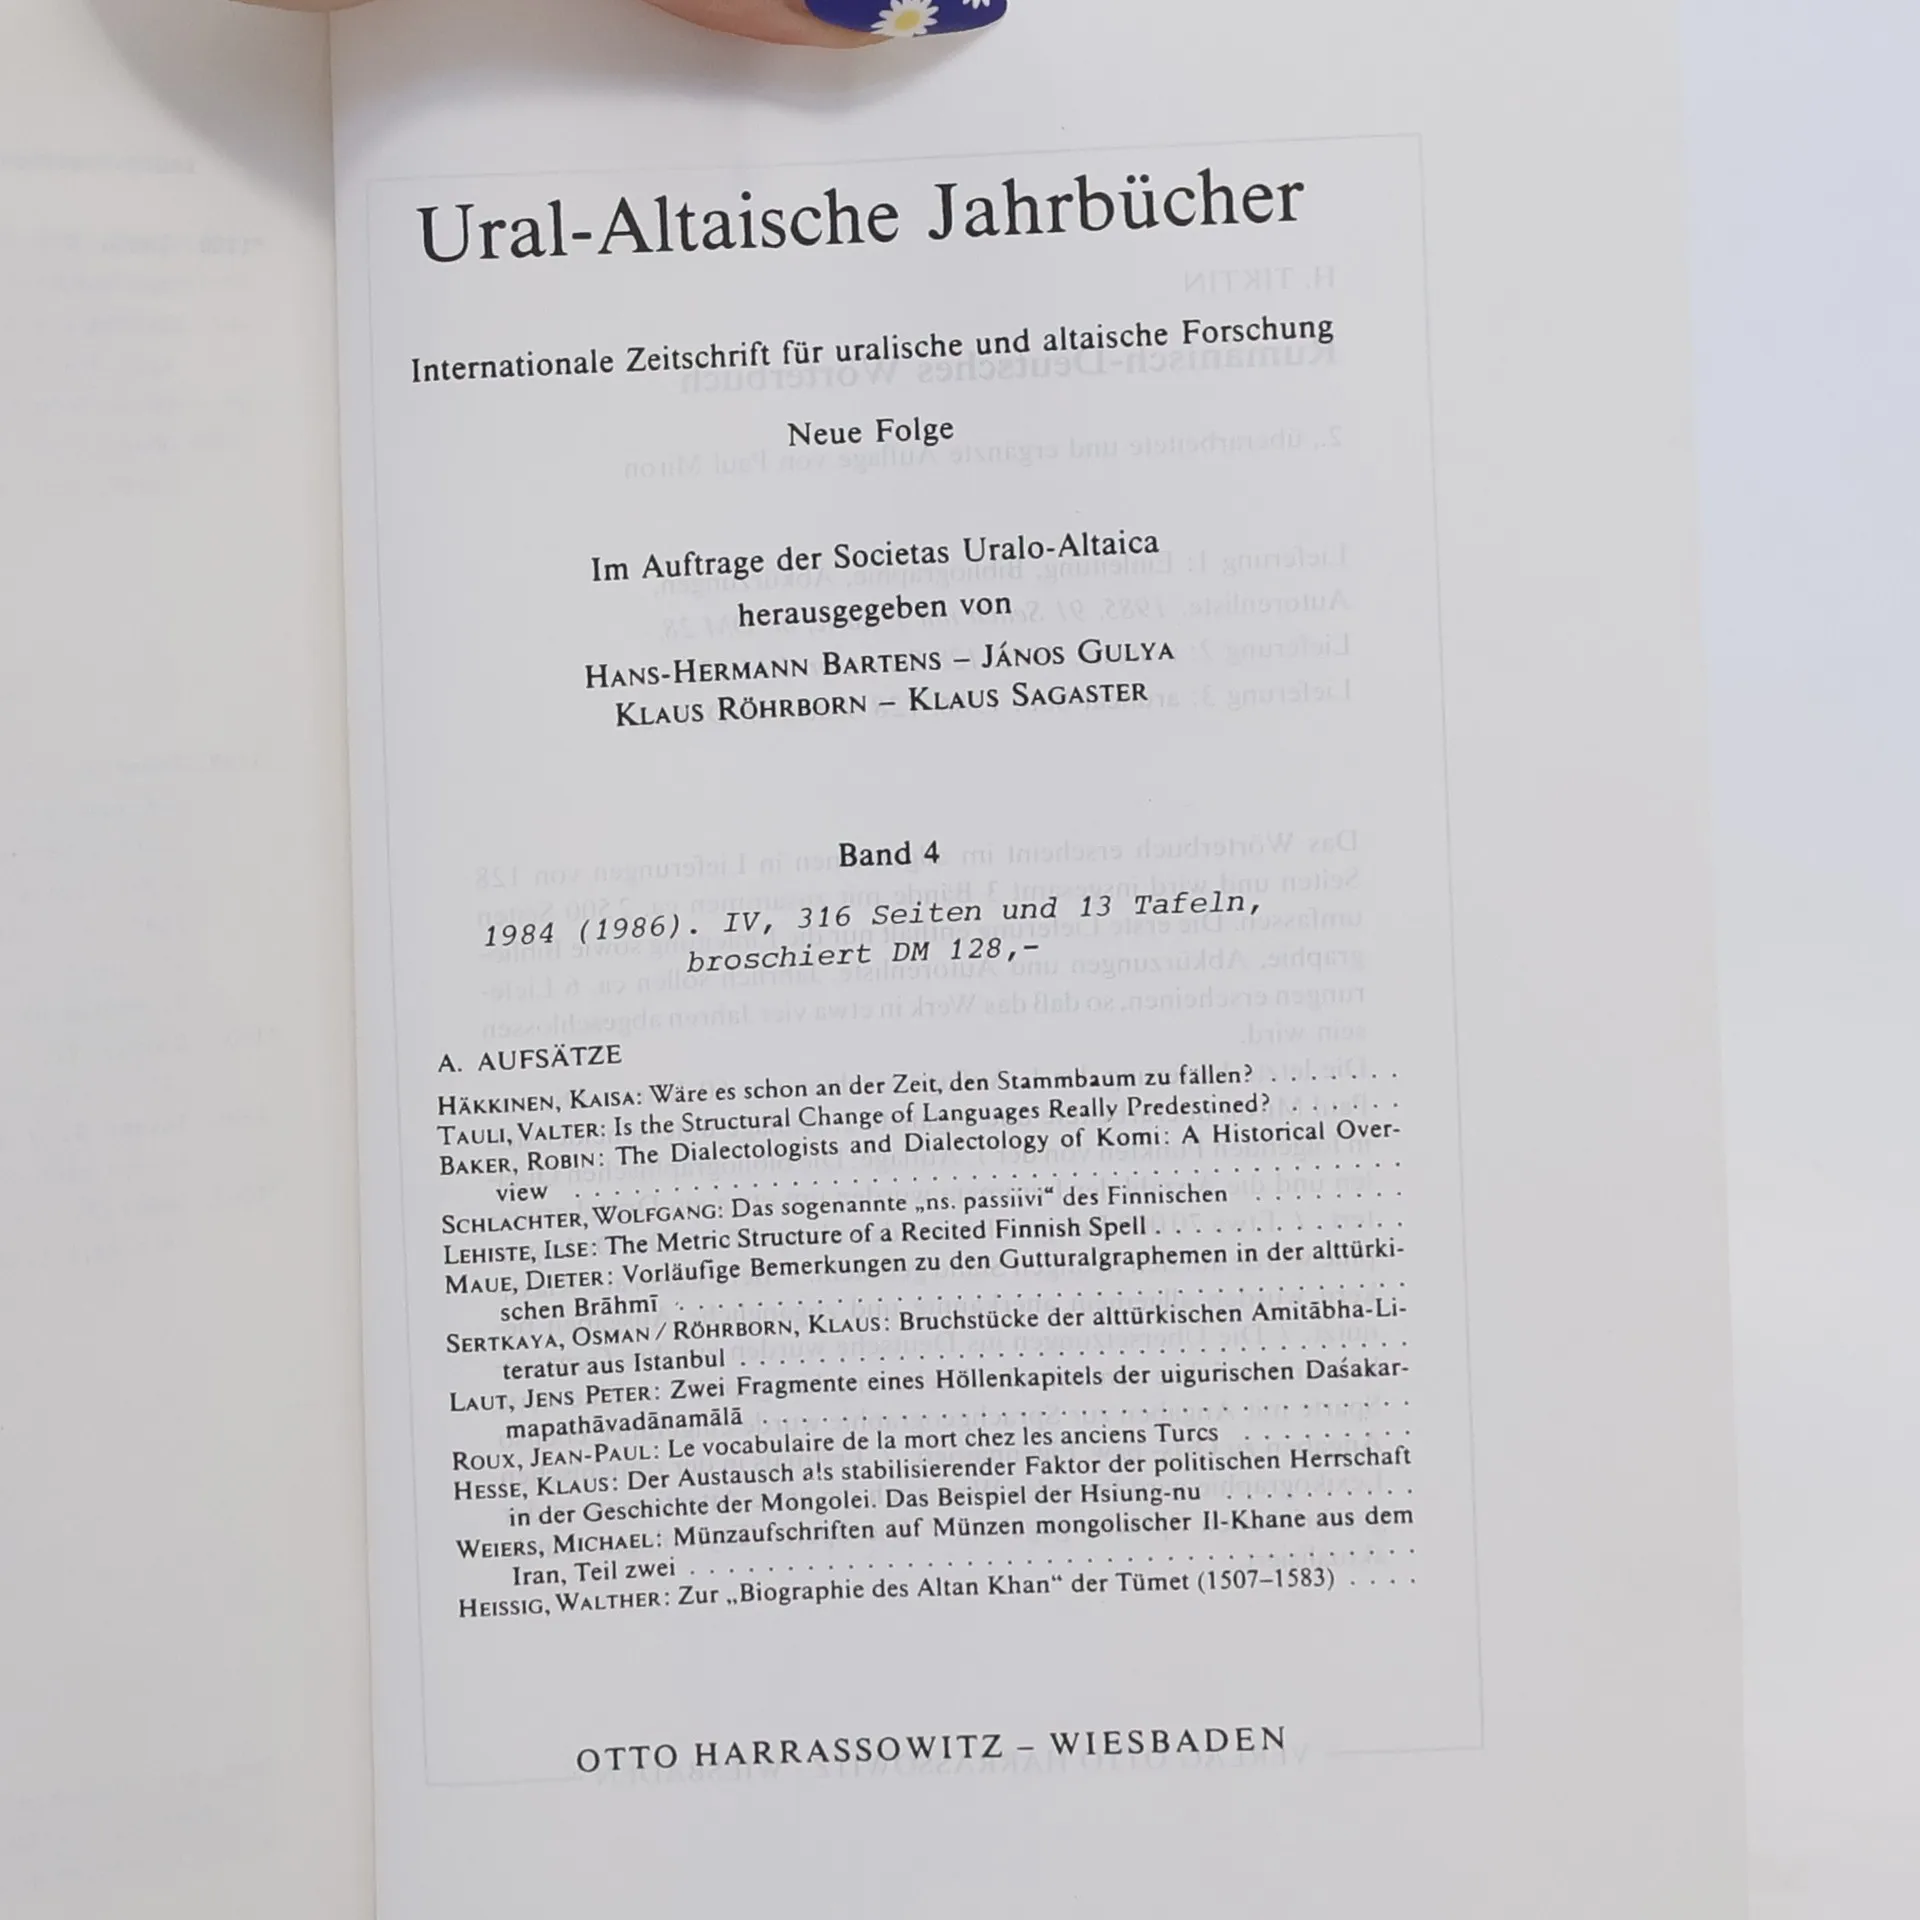 Ural-Altaische Jahrbücher
Internationale Zeitschrift für uralische und altaische Forschung
Neue Folge
Im Auftrage der Societas Uralo-Altaica
herausgegeben von
HANS-HERMANN BARTENS – JÁNOS GULYA
KLAUS RÖHRBORN – KLAUS SAGASTER
Band 4
1984 (1986). IV, 316 Seiten und 13 Tafeln,
broschiert DM 128,-
A. AUFSÄTZE
HÄKKINEN, KAISA: Wäre es schon an der Zeit, den Stammbaum zu fällen? . . . . . . .
TAULI, VALTER: Is the Structural Change of Languages Really Predestined? . . . . . .
BAKER, ROBIN: The Dialectologists and Dialectology of Komi: A Historical Over-
view . . . . . . . . . . . . . . . . . . . . . . . . . . . . . . . . . . .
SCHLACHTER, WOLFGANG: Das sogenannte „ns. passiivi“ des Finnischen . . . . . . . .
LEHISTE, ILSE: The Metric Structure of a Recited Finnish Spell . . . . . . . . . . . .
MAUE, DIETER: Vorläufige Bemerkungen zu den Gutturalgraphemen in der alttürki-
schen Brāhmī . . . . . . . . . . . . . . . . . . . . . . . . . . . . . .
SERTKAYA, OSMAN / RÖHRBORN, KLAUS: Bruchstücke der alttürkischen Amitābha-Li-
teratur aus Istanbul . . . . . . . . . . . . . . . . . . . . . . . . . . .
LAUT, JENS PETER: Zwei Fragmente eines Höllenkapitels der uigurischen Daśakar-
mapathāvadānamālā . . . . . . . . . . . . . . . . . . . . . . . . . .
ROUX, JEAN-PAUL: Le vocabulaire de la mort chez les anciens Turcs . . . . . . . . .
HESSE, KLAUS: Der Austausch als stabilisierender Faktor der politischen Herrschaft
in der Geschichte der Mongolei. Das Beispiel der Hsiung-nu . . . . . . . . . .
WEIERS, MICHAEL: Münzaufschriften auf Münzen mongolischer Il-Khane aus dem
Iran, Teil zwei . . . . . . . . . . . . . . . . . . . . . . . . . . . . .
HEISSIG, WALTHER: Zur „Biographie des Altan Khan“ der Tümet (1507–1583) . . . .
OTTO HARRASSOWITZ – WIESBADEN